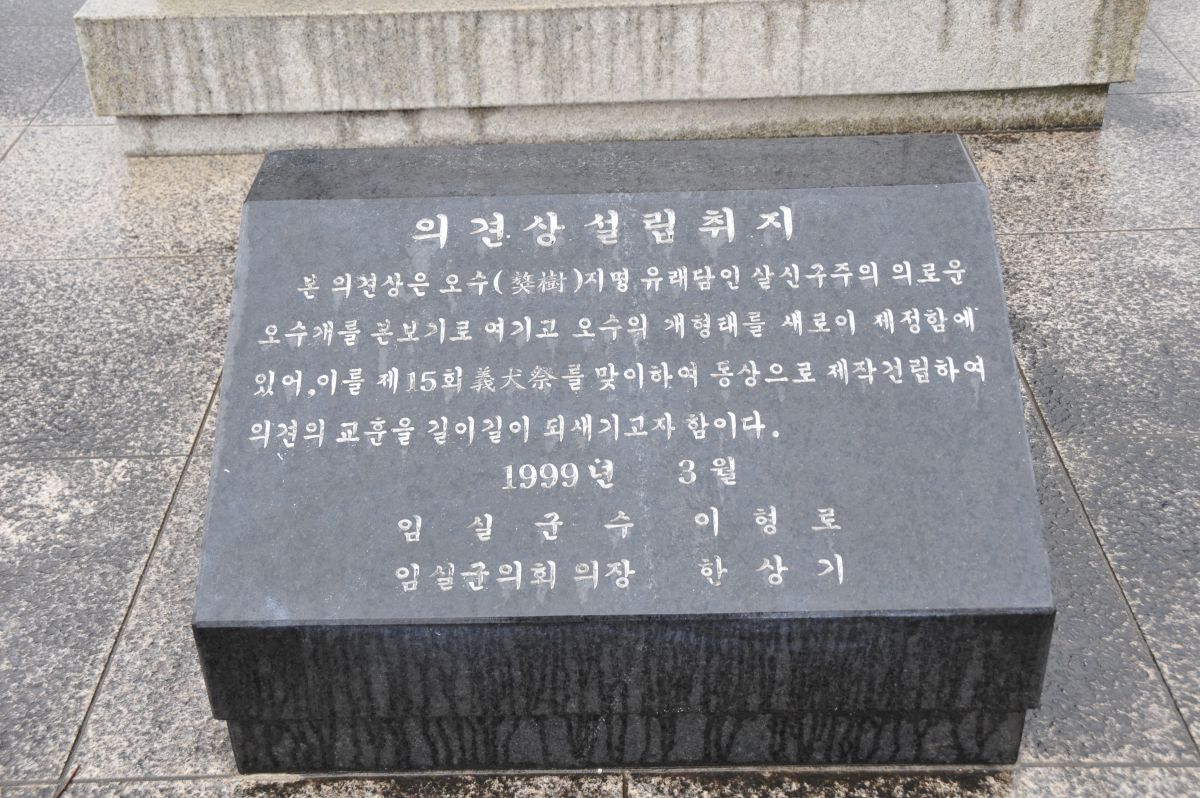 의견상설립취지
본 의견상은 오수(獒樹)지명 유래담인 살신구주의 의로운
오수개를 본보기로 여기고 오수의 개형태를 새로이 제정함에
있어,이를 제15회義犬祭를 맞이하여 동상으로 제작건립하여
의견의 교훈을 길이길이 되새기고자 함이다.
1999년 3월
임실군수 이형로
임실군의회 의장 한상기